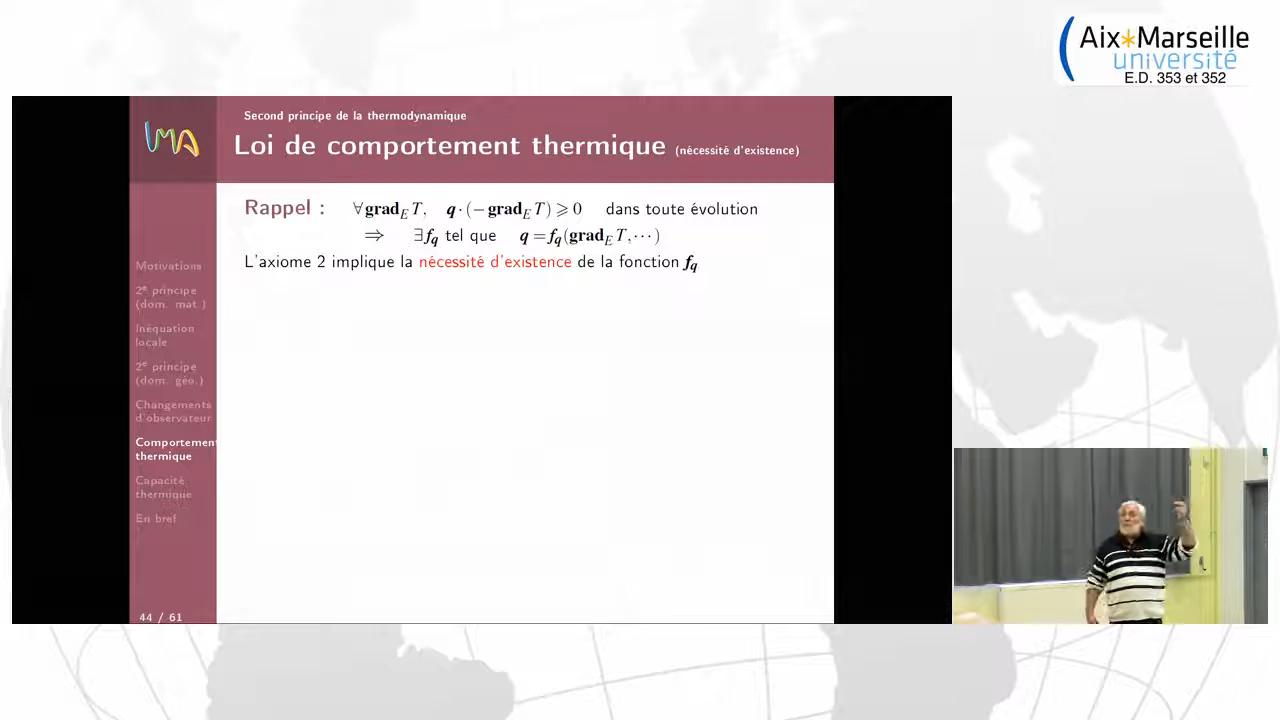 Aix*Marseille
université
E.D. 353 et 352
LMA
Second principe de la thermodynamique
Loi de comportement thermique (nécessité d'existence)
Rappel : ∀grad_E T, q · (− grad_E T) ⩾ 0 dans toute évolution
⇒ ∃f_q tel que q = f_q(grad_E T, ⋯)
L'axiome 2 implique la nécessité d'existence de la fonction f_q
Motivations
2e principe
(dom. mat.)
Inéquation
locale
2e principe
(dom. géo.)
Changements
d'observateur
Comportement
thermique
Capacité
thermique
En bref
44 / 61